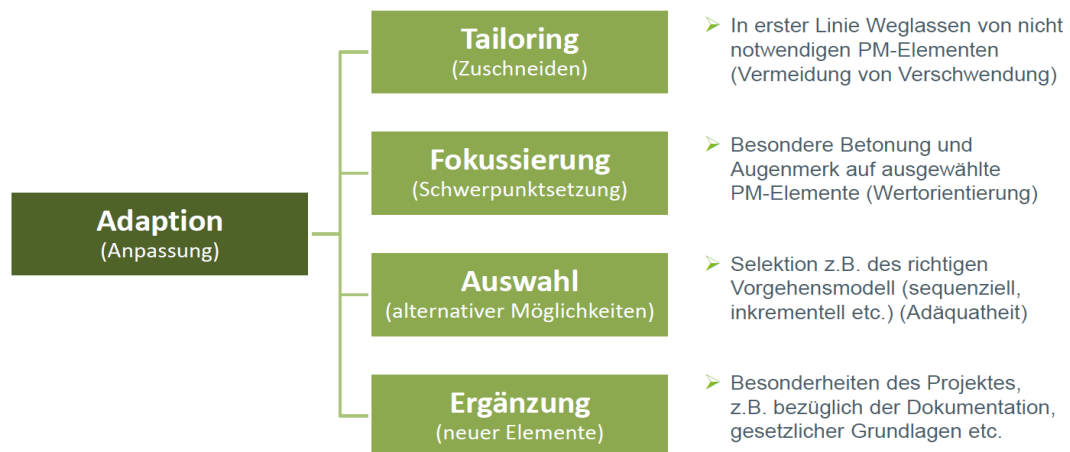 Adaption
(Anpassung)
Tailoring
(Zuschneiden)
In erster Linie Weglassen von nicht
notwendigen PM-Elementen
(Vermeidung von Verschwendung)
Fokussierung
(Schwerpunktsetzung)
Besondere Betonung und
Augenmerk auf ausgewählte
PM-Elemente (Wertorientierung)
Auswahl
(alternativer Möglichkeiten)
Selektion z.B. des richtigen
Vorgehensmodell (sequenziell,
inkrementell etc.) (Adäquatheit)
Ergänzung
(neuer Elemente)
Besonderheiten des Projektes,
z.B. bezüglich der Dokumentation,
gesetzlicher Grundlagen etc.